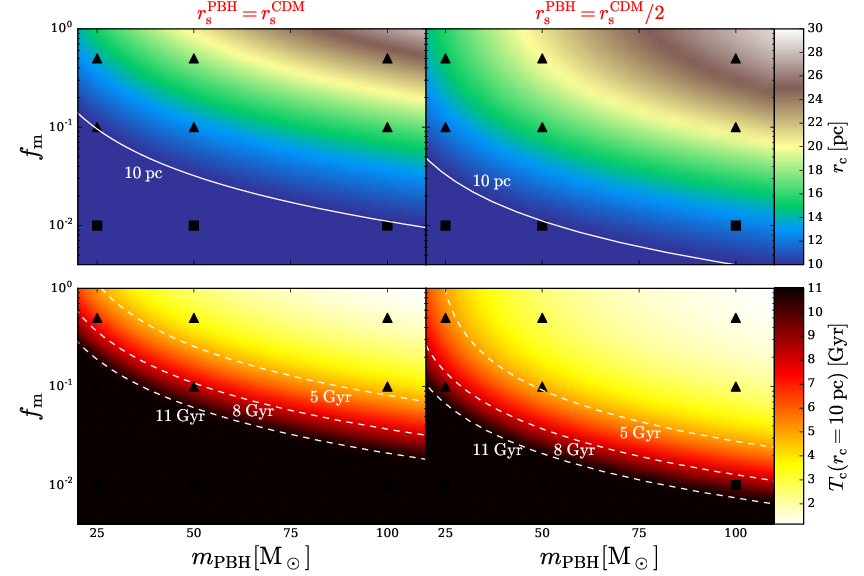 r_s^PBH = r_s^CDM
r_s^PBH = r_s^CDM/2
10^0
10^-1
10^-2
f_m
10 pc
10 pc
30
28
26
24
22
20
18
16
14
12
10
r_c [pc]
10^0
10^-1
10^-2
f_m
11 Gyr
8 Gyr
5 Gyr
11 Gyr
8 Gyr
5 Gyr
11
10
9
8
7
6
5
4
3
2
T_c(r_c = 10 pc) [Gyr]
25 50 75 100
25 50 75 100
m_PBH[M_⊙]
m_PBH[M_⊙]